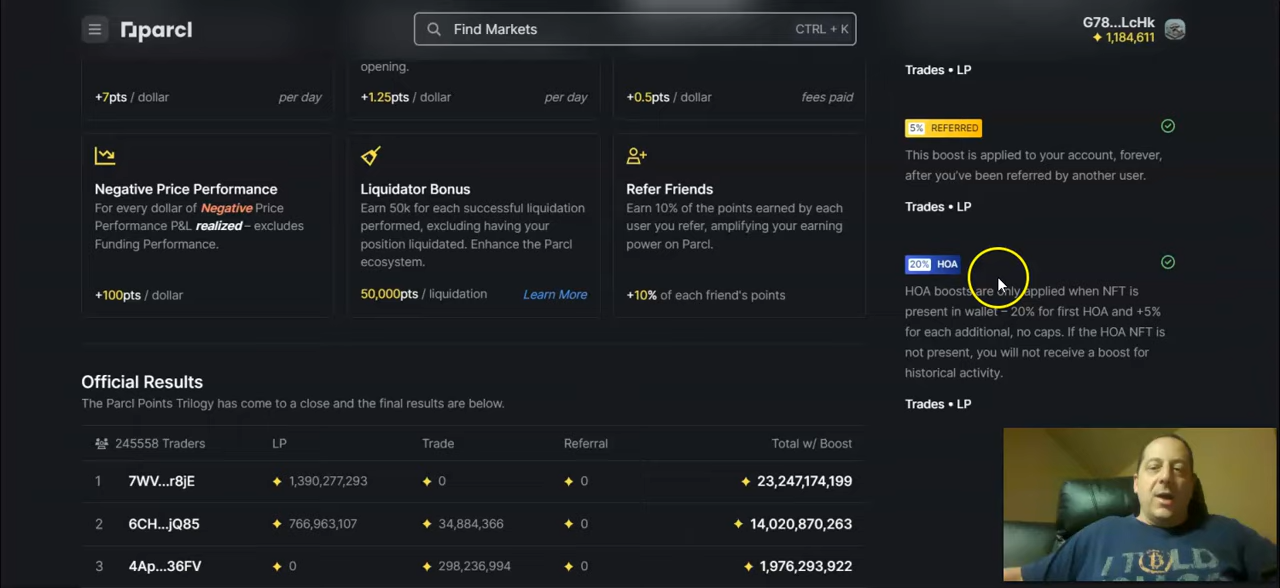 parcl
Find Markets
CTRL + K
G78...LcHk
1,184,611
opening.
+7pts / dollar
per day
+1.25pts / dollar
per day
+0.5pts / dollar
fees paid
Negative Price Performance
For every dollar of Negative Price
Performance P&L realized – excludes
Funding Performance.
+100pts / dollar
Liquidator Bonus
Earn 50k for each successful liquidation
performed, excluding having your
position liquidated. Enhance the Parcl
ecosystem.
50,000pts / liquidation
Learn More
Refer Friends
Earn 10% of the points earned by each
user you refer, amplifying your earning
power on Parcl.
+10% of each friend's points
Official Results
The Parcl Points Trilogy has come to a close and the final results are below.
245558 Traders LP Trade Referral Total w/ Boost
1 7WV...r8jE 1,390,277,293 0 0 23,247,174,199
2 6CH...jQ85 766,963,107 34,884,366 0 14,020,870,263
3 4Ap...36FV 0 298,236,994 0 1,976,293,922
Trades • LP
5% REFERRED
This boost is applied to your account, forever,
after you've been referred by another user.
Trades • LP
20% HOA
HOA boosts are only applied when NFT is
present in wallet – 20% for first HOA and +5%
for each additional, no caps. If the HOA NFT is
not present, you will not receive a boost for
historical activity.
Trades • LP
I TOLD